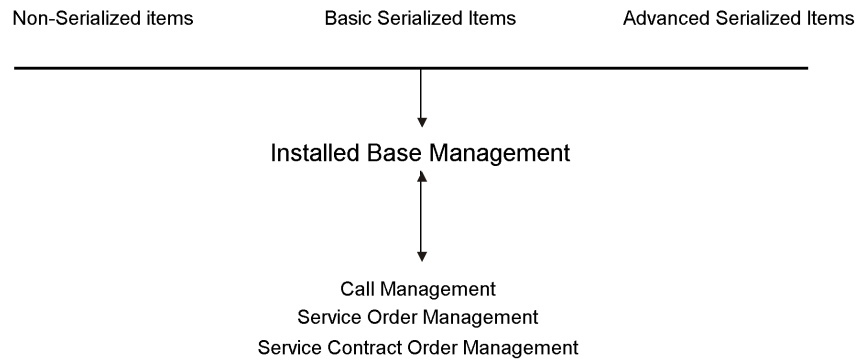 Non-Serialized items Basic Serialized Items Advanced Serialized Items
Installed Base Management
Call Management
Service Order Management
Service Contract Order Management